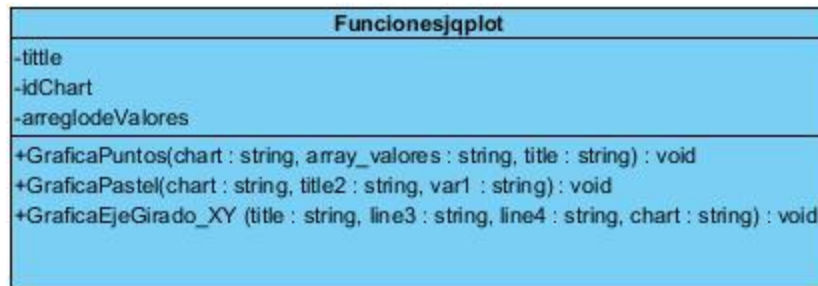 Funcionesjqplot
-tittle
-idChart
-arreglodeValores
+GraficaPuntos(chart : string, array_valores : string, title : string) : void
+GraficaPastel(chart : string, title2 : string, var1 : string) : void
+GraficaEjeGirado_XY (title : string, line3 : string, line4 : string, chart : string) : void